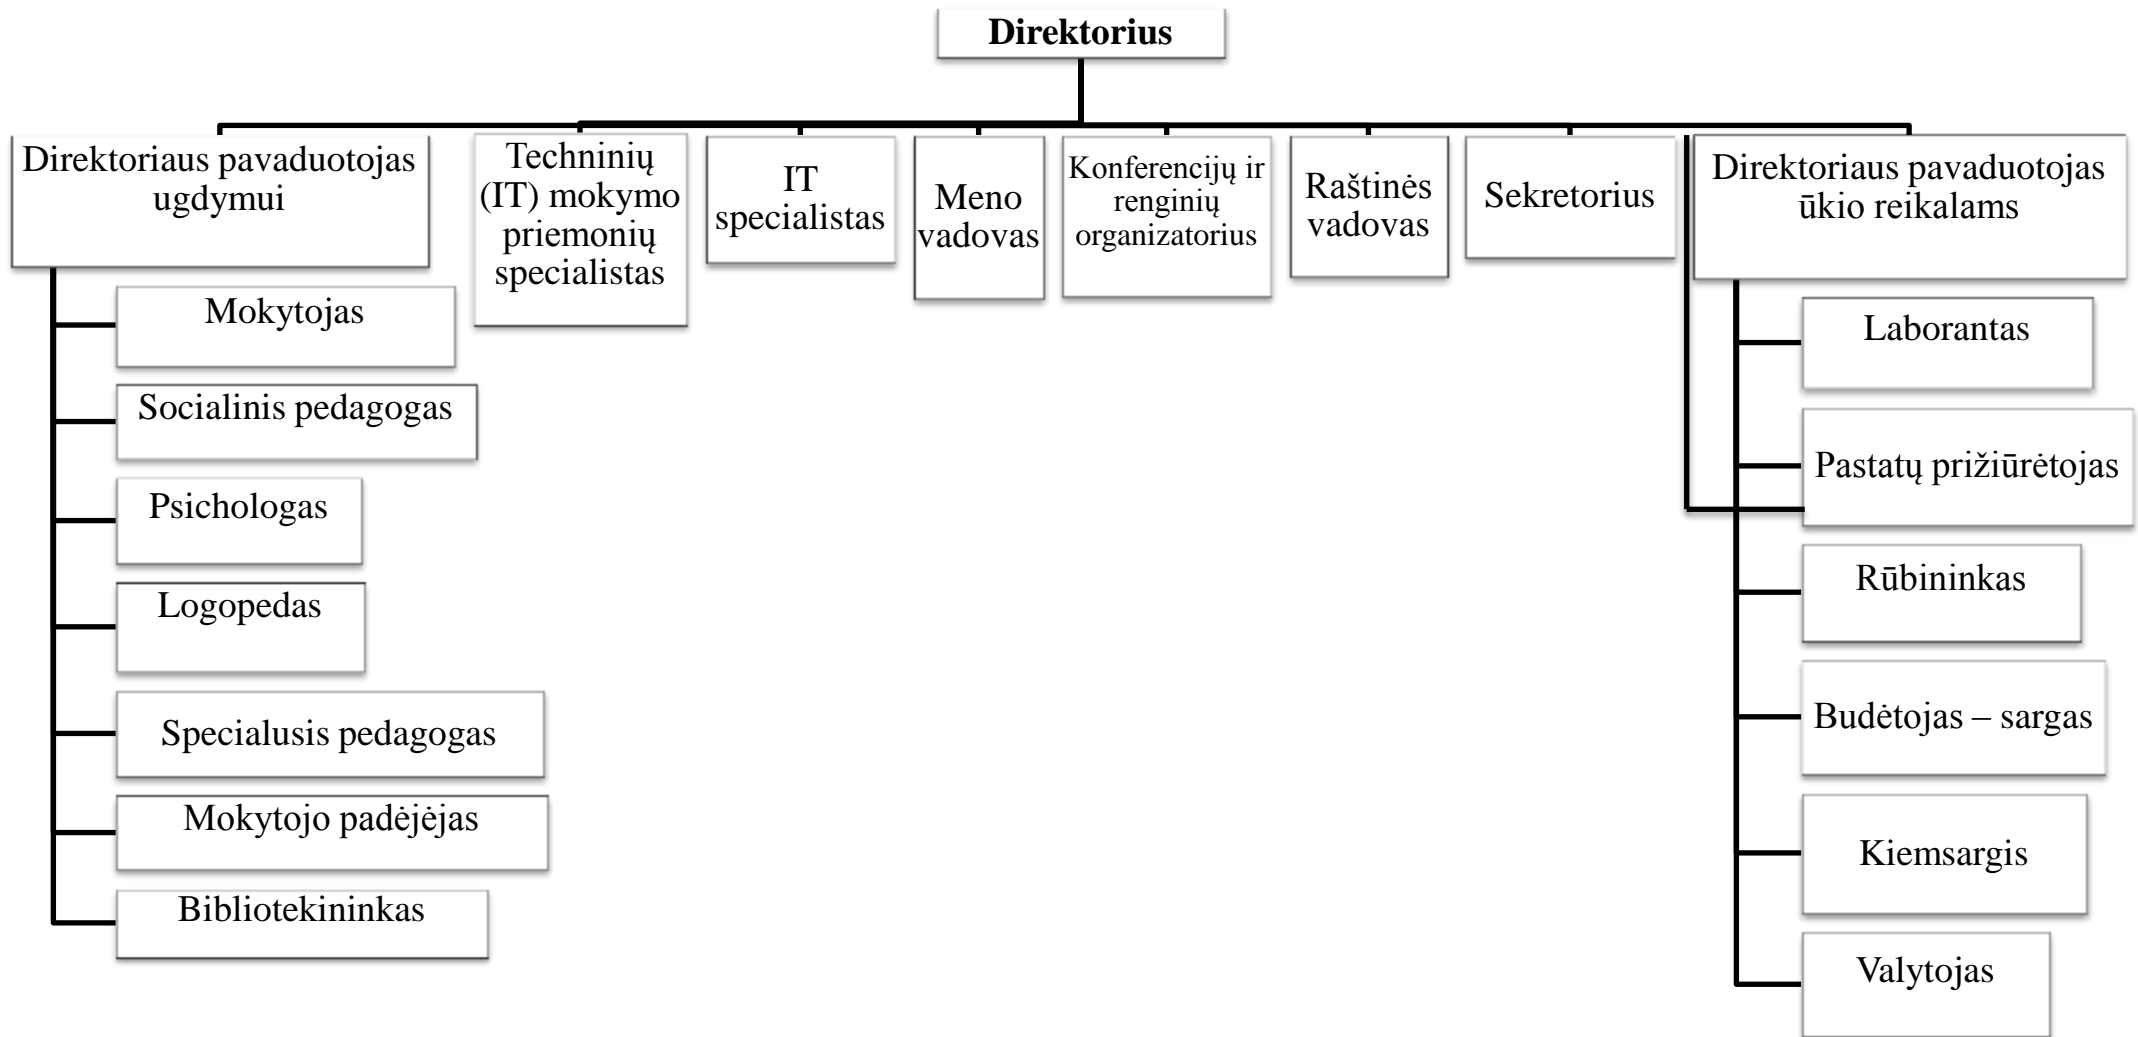 Direktorius
Direktoriaus pavaduotojas
ugdymui
Techninių
(IT) mokymo
priemonių
specialistas
IT
specialistas
Meno
vadovas
Konferencijų ir
renginių
organizatorius
Raštinės
vadovas
Sekretorius
Direktoriaus pavaduotojas
ūkio reikalams
Mokytojas
Socialinis pedagogas
Psichologas
Logopedas
Specialusis pedagogas
Mokytojo padėjėjas
Bibliotekininkas
Laborantas
Pastatų prižiūrėtojas
Rūbininkas
Budėtojas – sargas
Kiemsargis
Valytojas